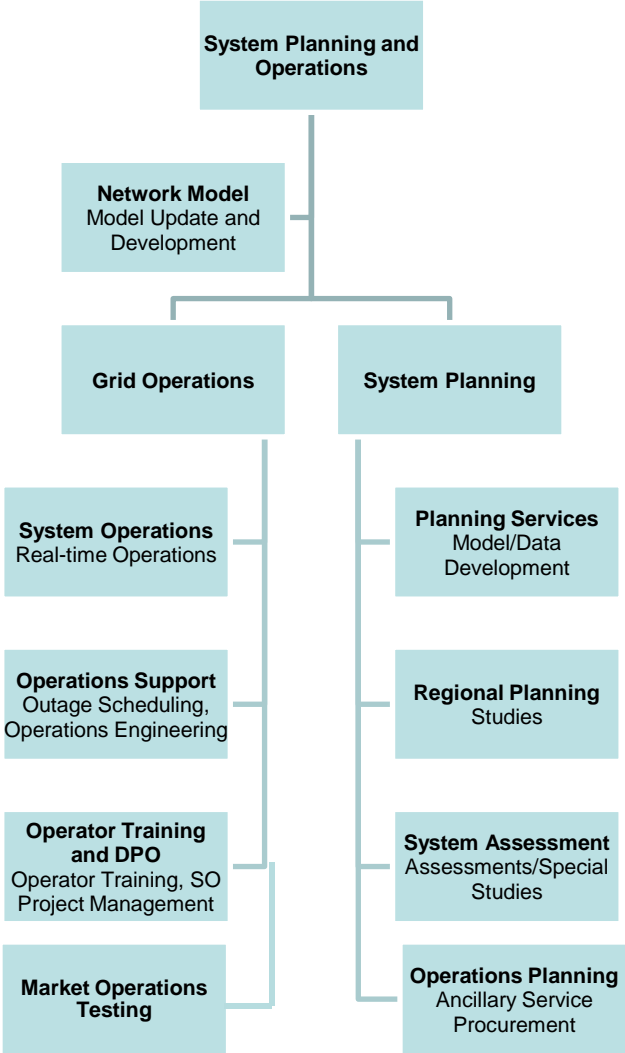 System Planning and
Operations
Network Model
Model Update and
Development
Grid Operations
System Planning
System Operations
Real-time Operations
Planning Services
Model/Data
Development
Operations Support
Outage Scheduling,
Operations Engineering
Regional Planning
Studies
Operator Training
and DPO
Operator Training, SO
Project Management
System Assessment
Assessments/Special
Studies
Market Operations
Testing
Operations Planning
Ancillary Service
Procurement